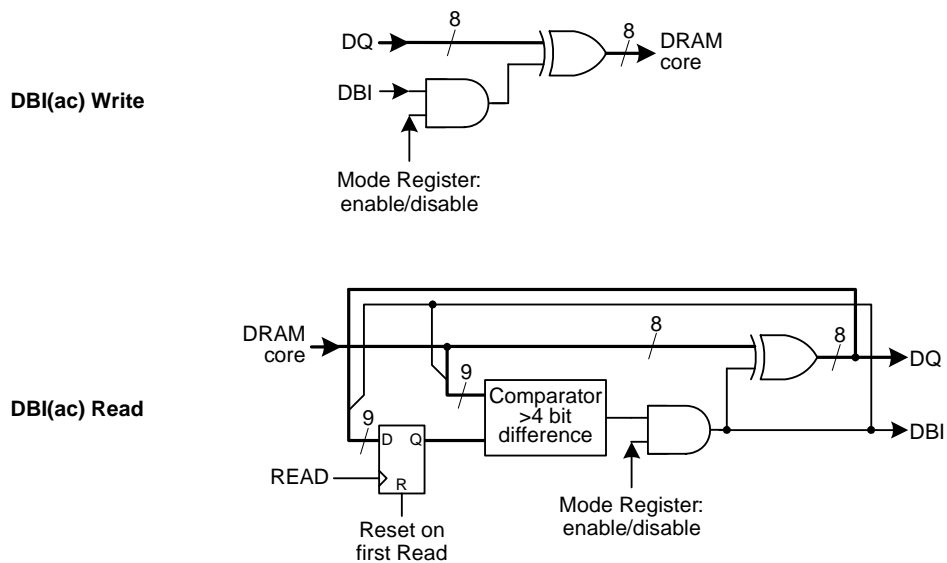 8
8
DQ
DRAM
core
DBI(ac) Write
DBI
Mode Register:
enable/disable
DRAM
core
8
8
DQ
9
Comparator
>4 bit
difference
DBI(ac) Read
9
D
Q
DBI
READ
R
Mode Register:
enable/disable
Reset on
first Read